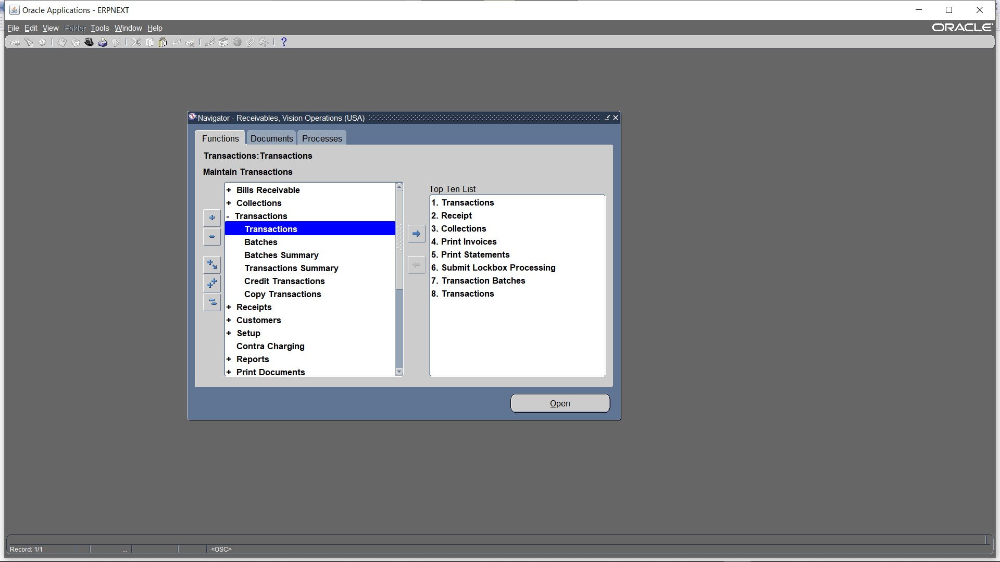 Oracle Applications - ERPNEXT
File Edit View Folder Tools Window Help
ORACLE
?
Navigator - Receivables, Vision Operations (USA)
Functions Documents Processes
Transactions:Transactions
Maintain Transactions
+ Bills Receivable
+ Collections
- Transactions
Transactions
Batches
Batches Summary
Transactions Summary
Credit Transactions
Copy Transactions
+ Receipts
+ Customers
+ Setup
Contra Charging
+ Reports
+ Print Documents
Top Ten List
1. Transactions
2. Receipt
3. Collections
4. Print Invoices
5. Print Statements
6. Submit Lockbox Processing
7. Transaction Batches
8. Transactions
Open
Record: 1/1 ... <OSC>